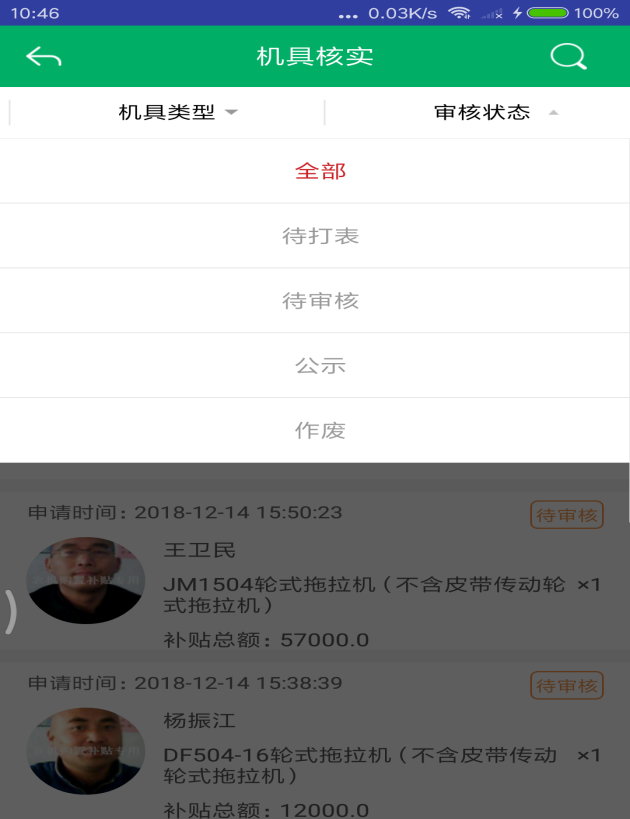 10:46
... 0.03K/s
100%
机具核实
机具类型
审核状态
全部
待打表
待审核
公示
作废
申请时间：2018-12-14 15:50:23
待审核
王卫民
JM1504轮式拖拉机（不含皮带传动轮 ×1
式拖拉机）
补贴总额：57000.0
申请时间：2018-12-14 15:38:39
待审核
杨振江
DF504-16轮式拖拉机（不含皮带传动 ×1
轮式拖拉机）
补贴总额：12000.0